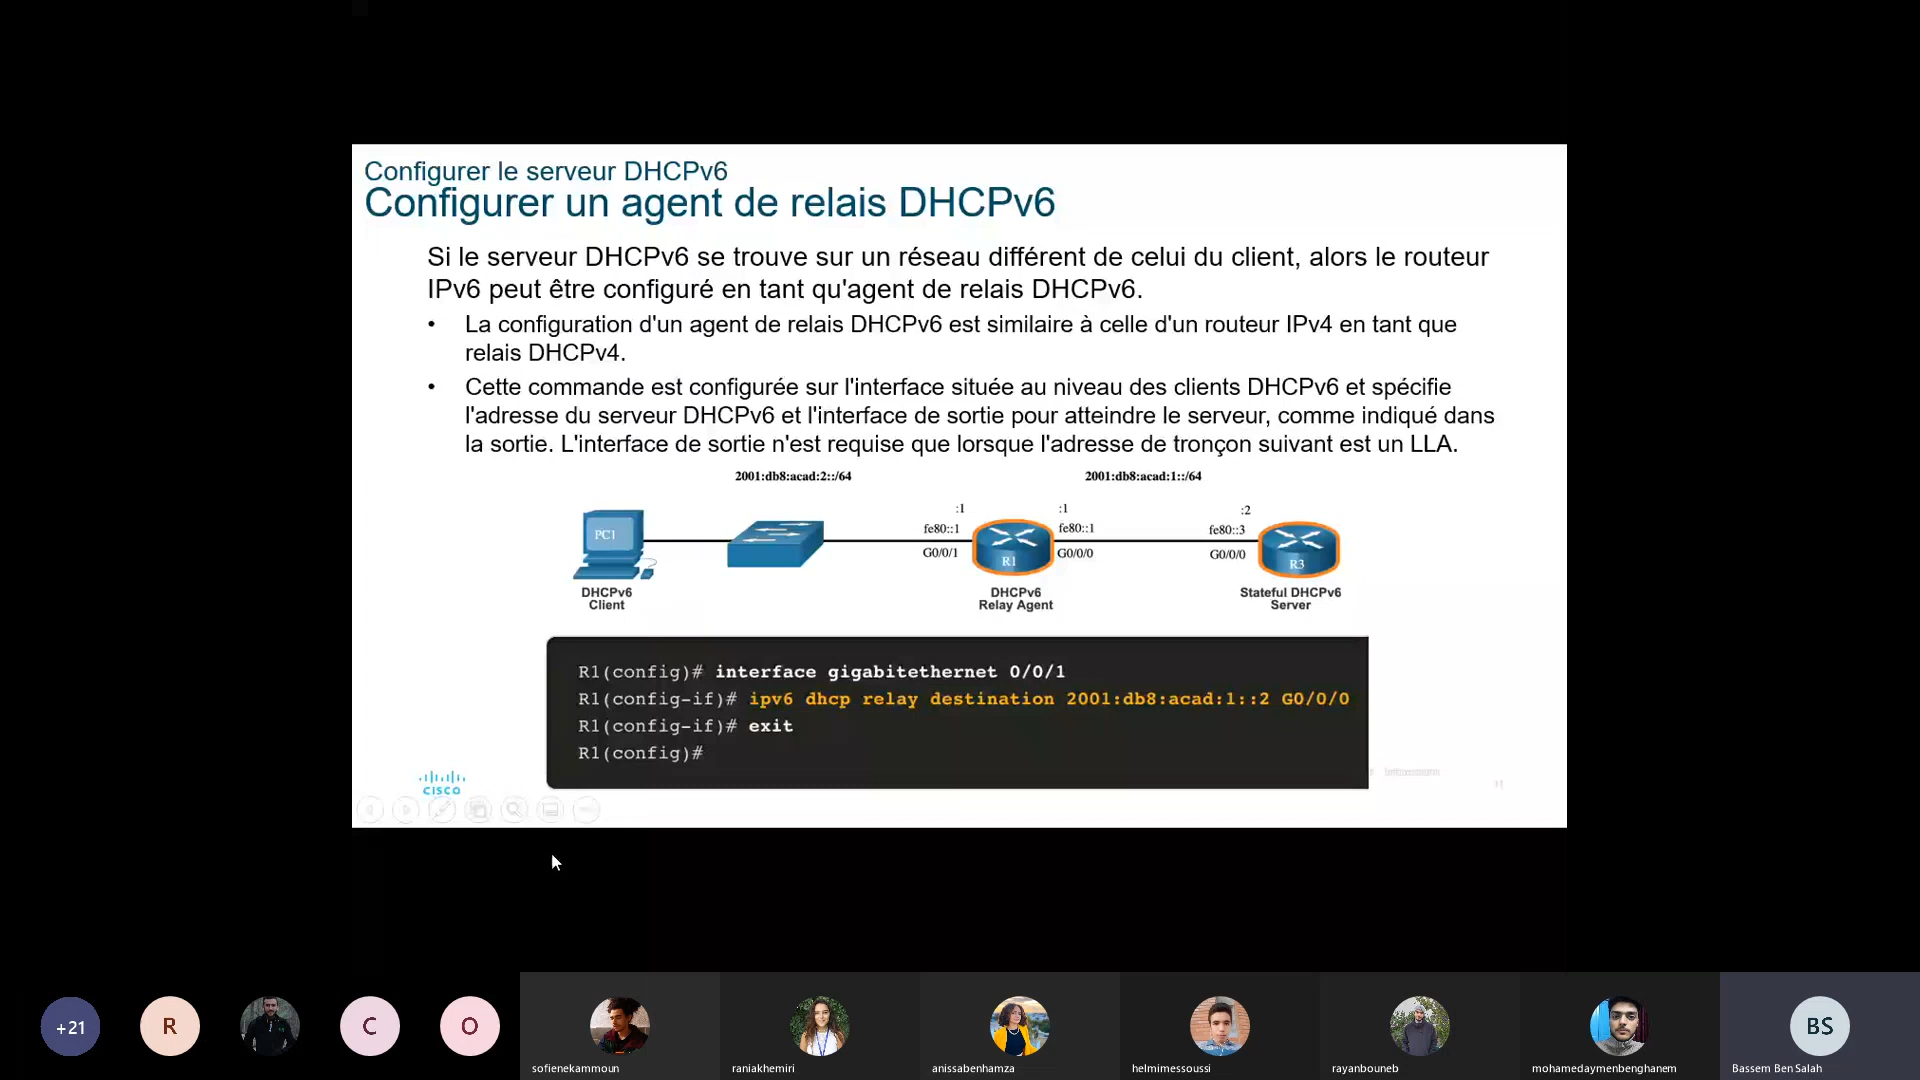 Configurer le serveur DHCPv6
Configurer un agent de relais DHCPv6
Si le serveur DHCPv6 se trouve sur un réseau différent de celui du client, alors le routeur
IPv6 peut être configuré en tant qu'agent de relais DHCPv6.
• La configuration d'un agent de relais DHCPv6 est similaire à celle d'un routeur IPv4 en tant que
relais DHCPv4.
• Cette commande est configurée sur l'interface située au niveau des clients DHCPv6 et spécifie
l'adresse du serveur DHCPv6 et l'interface de sortie pour atteindre le serveur, comme indiqué dans
la sortie. L'interface de sortie n'est requise que lorsque l'adresse de tronçon suivant est un LLA.
2001:db8:acad:2::/64 2001:db8:acad:1::/64
:1 :1 :2
fe80::1 fe80::1 fe80::3
PC1
G0/0/1 G0/0/0 G0/0/0
R1 R3
DHCPv6 DHCPv6 Stateful DHCPv6
Client Relay Agent Server
R1(config)# interface gigabitethernet 0/0/1
R1(config-if)# ipv6 dhcp relay destination 2001:db8:acad:1::2 G0/0/0
R1(config-if)# exit
R1(config)#
CISCO
+21 R C O BS
sofienekammoun raniakhemiri anissabenhamza helmimessoussi rayanbouneb mohamedaymenbenghanem Bassem Ben Salah